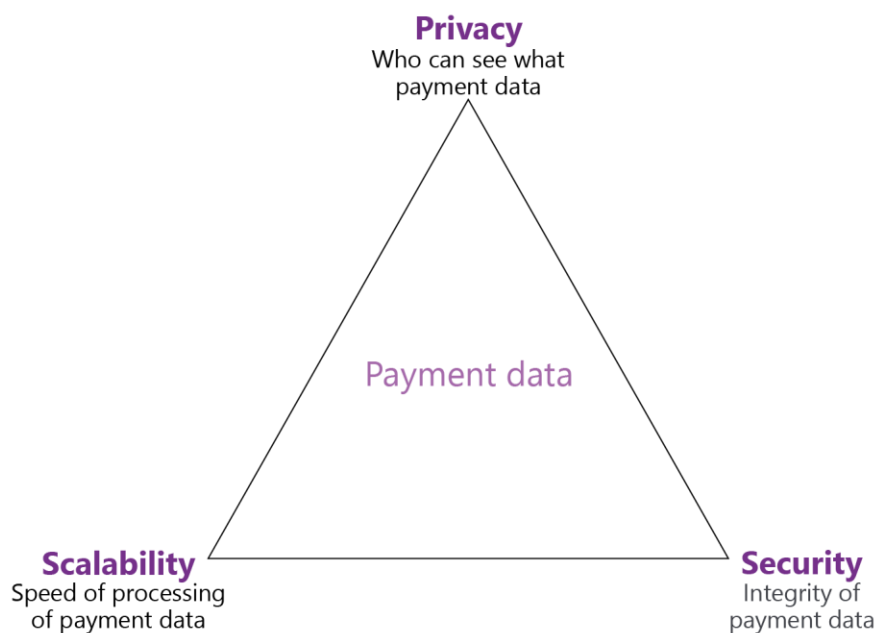 Privacy
Who can see what
payment data
Payment data
Scalability
Speed of processing
of payment data
Security
Integrity of
payment data